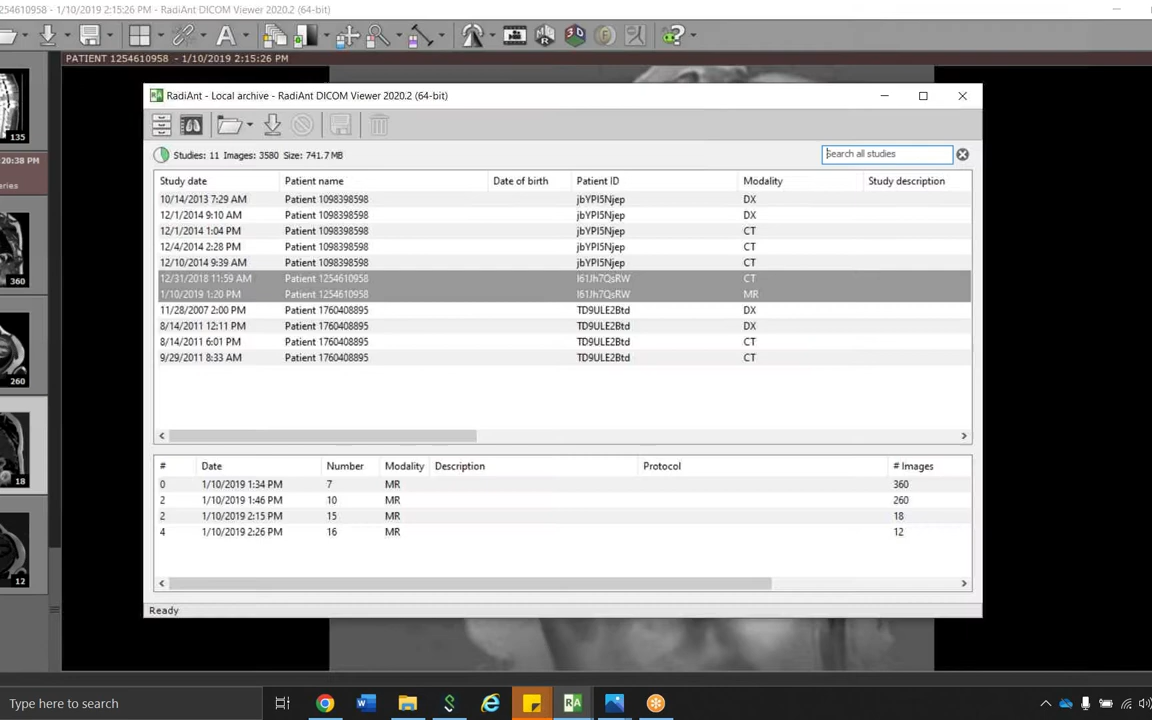 1254610958 - 1/10/2019 2:15:26 PM - RadiAnt DICOM Viewer 2020.2 (64-bit)
PATIENT 1254610958 - 1/10/2019 2:15:26 PM
135
20:38 PM
eries
360
260
18
12
RadiAnt - Local archive - RadiAnt DICOM Viewer 2020.2 (64-bit)
Studies: 11 Images: 3580 Size: 741.7 MB
Search all studies
Study date Patient name Date of birth Patient ID Modality Study description
10/14/2013 7:29 AM Patient 1098398598 jbYPI5Njep DX
12/1/2014 9:10 AM Patient 1098398598 jbYPI5Njep DX
12/1/2014 1:04 PM Patient 1098398598 jbYPI5Njep CT
12/4/2014 2:28 PM Patient 1098398598 jbYPI5Njep CT
12/10/2014 9:39 AM Patient 1098398598 jbYPI5Njep CT
12/31/2018 11:59 AM Patient 1254610958 I61Jh7QsRW CT
1/10/2019 1:20 PM Patient 1254610958 I61Jh7QsRW MR
11/28/2007 2:00 PM Patient 1760408895 TD9ULE2Btd DX
8/14/2011 12:11 PM Patient 1760408895 TD9ULE2Btd DX
8/14/2011 6:01 PM Patient 1760408895 TD9ULE2Btd CT
9/29/2011 8:33 AM Patient 1760408895 TD9ULE2Btd CT
# Date Number Modality Description Protocol # Images
0 1/10/2019 1:34 PM 7 MR 360
2 1/10/2019 1:46 PM 10 MR 260
2 1/10/2019 2:15 PM 15 MR 18
4 1/10/2019 2:26 PM 16 MR 12
Ready
Type here to search